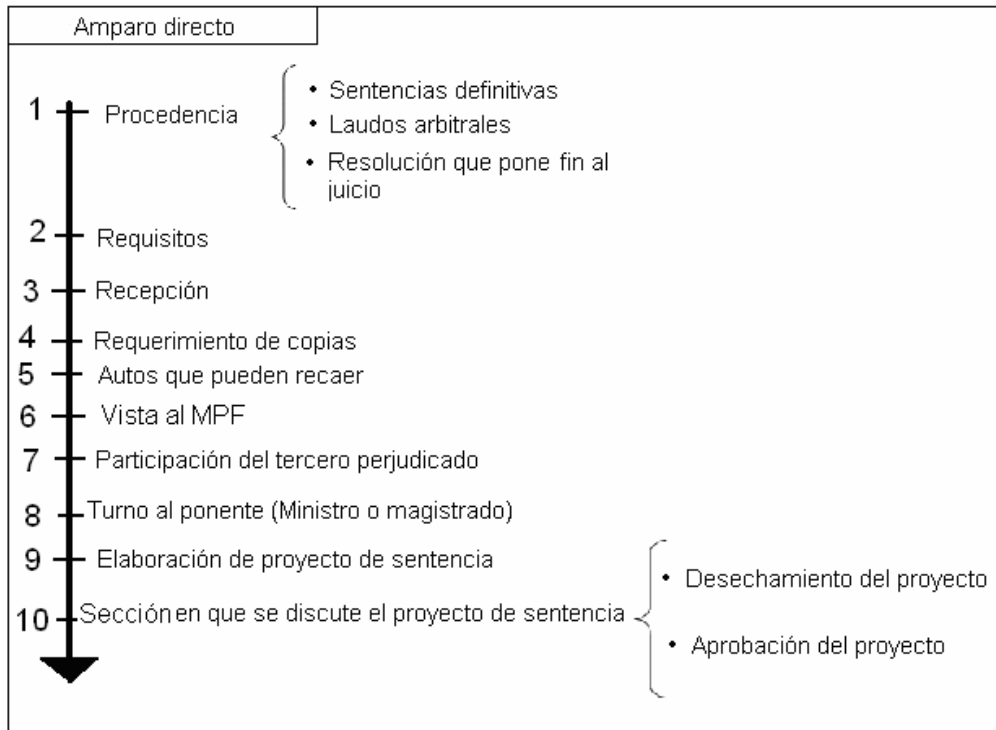 Amparo directo
1 Procedencia
• Sentencias definitivas
• Laudos arbitrales
• Resolución que pone fin al
juicio
2 Requisitos
3 Recepción
4 Requerimiento de copias
5 Autos que pueden recaer
6 Vista al MPF
7 Participación del tercero perjudicado
8 Turno al ponente (Ministro o magistrado)
9 Elaboración de proyecto de sentencia
10 Sección en que se discute el proyecto de sentencia
• Desechamiento del proyecto
• Aprobación del proyecto